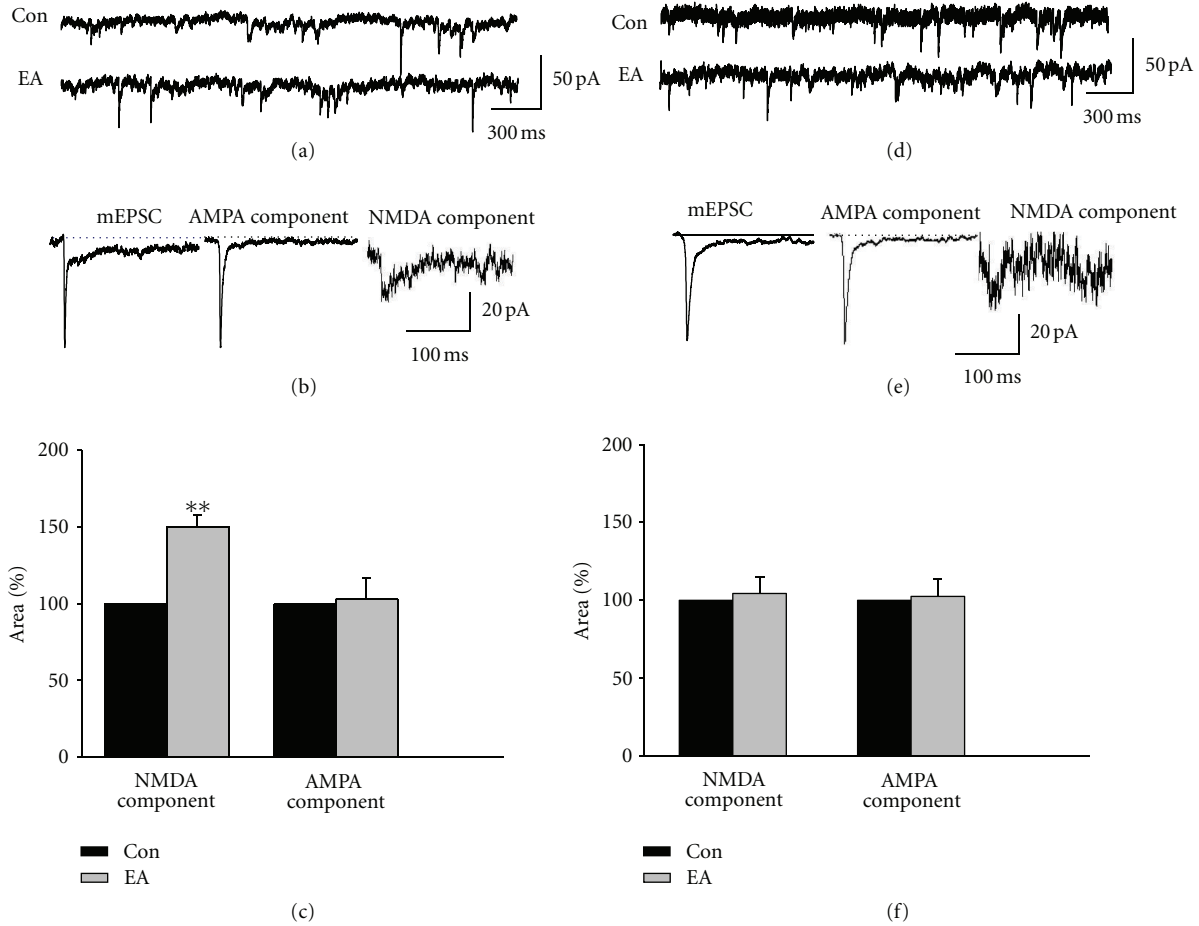 Con
EA
50 pA
300 ms
(a)
Con
EA
50 pA
300 ms
(d)
mEPSC
AMPA component
NMDA component
20 pA
100 ms
(b)
mEPSC
AMPA component
NMDA component
20 pA
100 ms
(e)
200
150
100
50
0
Area (%)
**
NMDA
component
AMPA
component
Con
EA
(c)
200
150
100
50
0
Area (%)
NMDA
component
AMPA
component
Con
EA
(f)